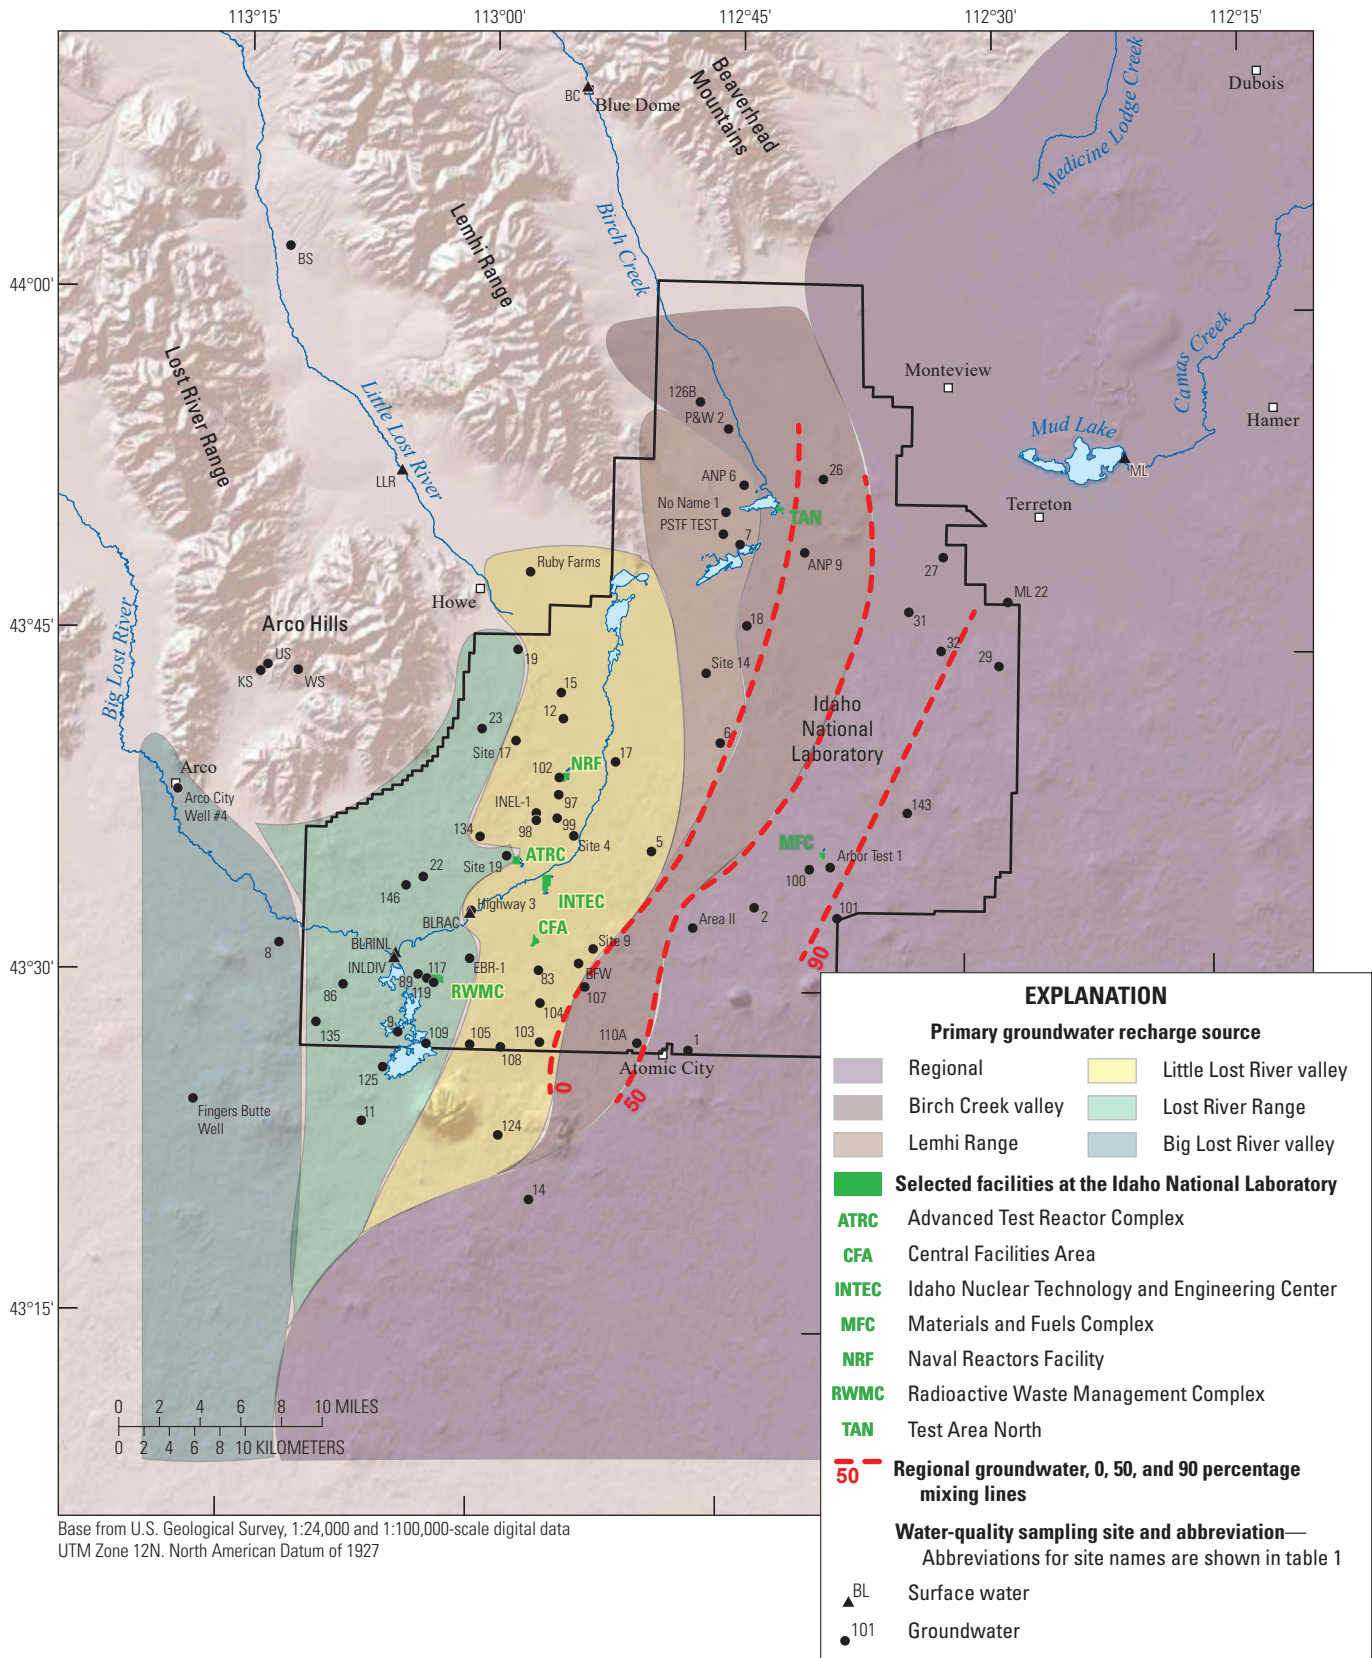 113°15'
113°00'
112°45'
112°30'
112°15'
Dubois
Beaverhead
Mountains
Medicine Lodge Creek
BC
Blue Dome
Birch Creek
Lemhi Range
BS
44°00'
Camas Creek
Lost River Range
Little Lost River
Monteview
Hamer
126B
P&W 2
Mud Lake
ML
LLR
ANP 6
26
No Name 1
TAN
Terreton
PSTF TEST
7
ANP 9
27
Ruby Farms
Howe
ML 22
31
43°45'
Arco Hills
18
32
29
19
US
KS
WS
Site 14
Big Lost River
15
12
23
Site 17
6
Idaho
National
Laboratory
17
102
NRF
Arco
Arco City
Well #4
97
INEL-1
98
99
143
134
Site 4
Site 19
ATRC
5
MFC
Arbor Test 1
100
22
146
INTEC
Highway 3
BLRAC
2
101
CFA
Area II
8
BLRINL
INLDIV
Site 9
90
43°30'
EBR-1
BFW
89
117
119
RWMC
83
107
86
104
135
9
109
105
108
103
110A
1
Atomic City
125
0
50
Fingers Butte
Well
11
124
14
43°15'
0 2 4 6 8 10 MILES
0 2 4 6 8 10 KILOMETERS
Base from U.S. Geological Survey, 1:24,000 and 1:100,000-scale digital data
UTM Zone 12N. North American Datum of 1927
EXPLANATION
Primary groundwater recharge source
Regional
Birch Creek valley
Lemhi Range
Little Lost River valley
Lost River Range
Big Lost River valley
Selected facilities at the Idaho National Laboratory
ATRC Advanced Test Reactor Complex
CFA Central Facilities Area
INTEC Idaho Nuclear Technology and Engineering Center
MFC Materials and Fuels Complex
NRF Naval Reactors Facility
RWMC Radioactive Waste Management Complex
TAN Test Area North
50 Regional groundwater, 0, 50, and 90 percentage
mixing lines
Water-quality sampling site and abbreviation—
Abbreviations for site names are shown in table 1
BL Surface water
101 Groundwater